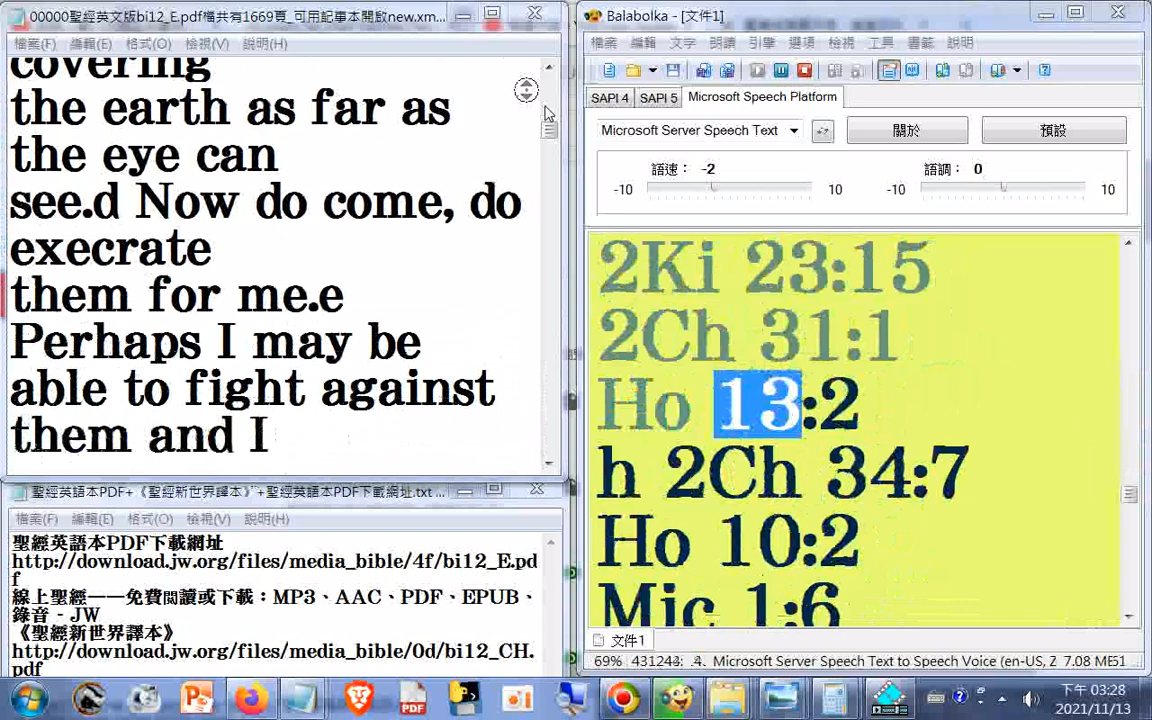 00000聖經英文版bi12_E.pdf檔共有1669頁_可用記事本開啟new.xm...
檔案(F) 編輯(E) 格式(O) 檢視(V) 說明(H)
covering
the earth as far as
the eye can
see.d Now do come, do
execrate
them for me.e
Perhaps I may be
able to fight against
them and I
聖經英語本PDF+《聖經新世界譯本》+聖經英語本PDF下載網址.txt ...
檔案(F) 編輯(E) 格式(O) 檢視(V) 說明(H)
聖經英語本PDF下載網址
http://download.jw.org/files/media_bible/4f/bi12_E.pd
f
線上聖經——免費閱讀或下載：MP3、AAC、PDF、EPUB、
錄音 - JW
《聖經新世界譯本》
http://download.jw.org/files/media_bible/0d/bi12_CH.
pdf
Balabolka - [文件1]
檔案 編輯 文字 朗讀 引擎 選項 檢視 工具 書籤 說明
SAPI 4 SAPI 5 Microsoft Speech Platform
Microsoft Server Speech Text 關於 預設
語速： -2 語調： 0
-10 10 -10 10
2Ki 23:15
2Ch 31:1
Ho 13:2
h 2Ch 34:7
Ho 10:2
Mic 1:6
文件1
69% Microsoft Server Speech Text to Speech Voice (en-US, Z 7.08 ME
下午 03:28
2021/11/13